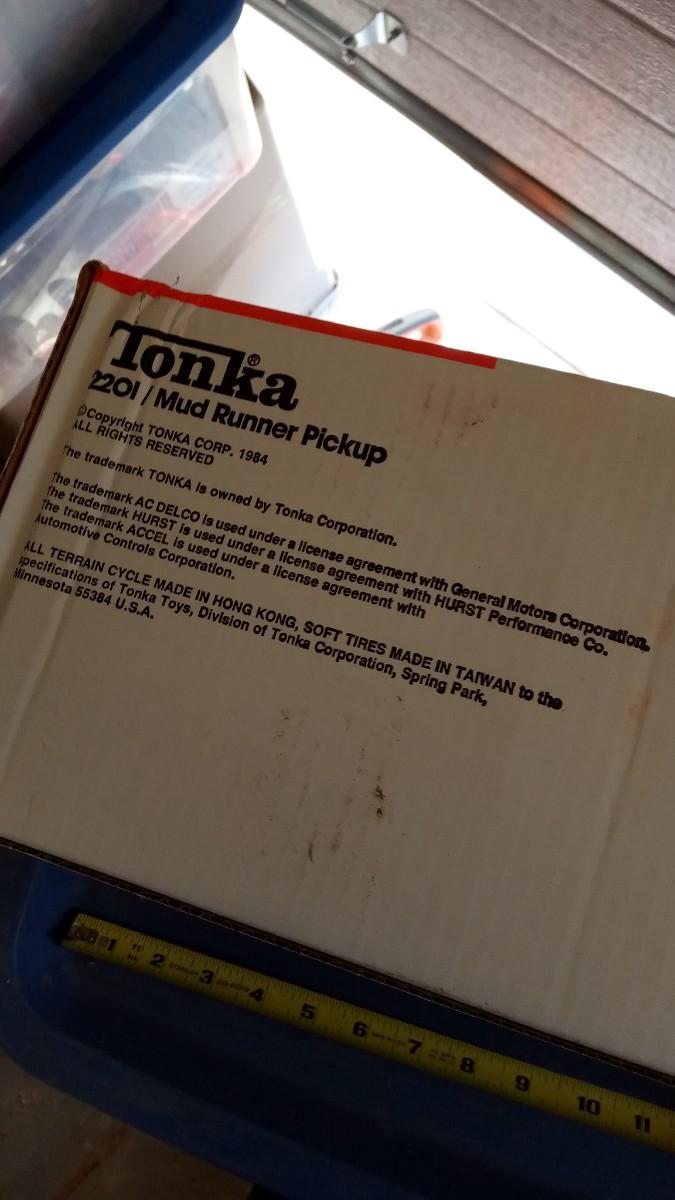 Tonka®
2201 / Mud Runner Pickup
©Copyright TONKA CORP. 1984
ALL RIGHTS RESERVED
The trademark TONKA is owned by Tonka Corporation.
The trademark AC DELCO is used under a license agreement with General Motors Corporation.
The trademark HURST is used under a license agreement with HURST Performance Co.
The trademark ACCEL is used under a license agreement with
Automotive Controls Corporation.
ALL TERRAIN CYCLE MADE IN HONG KONG, SOFT TIRES MADE IN TAIWAN to the
specifications of Tonka Toys, Division of Tonka Corporation, Spring Park,
Minnesota 55384 U.S.A.
1 2 3 4 5 6 7 8 9 10 11